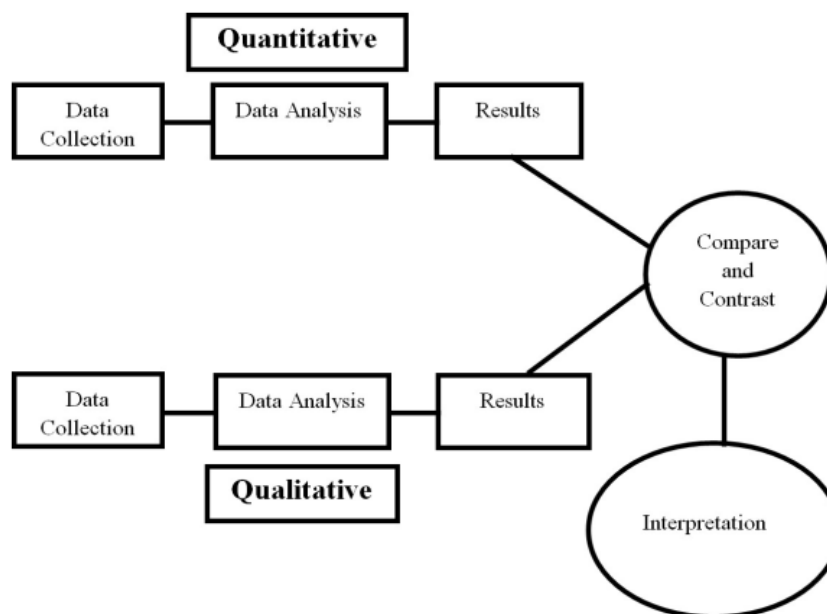 Quantitative
Data
Collection
Data Analysis
Results
Compare
and
Contrast
Data
Collection
Data Analysis
Results
Qualitative
Interpretation